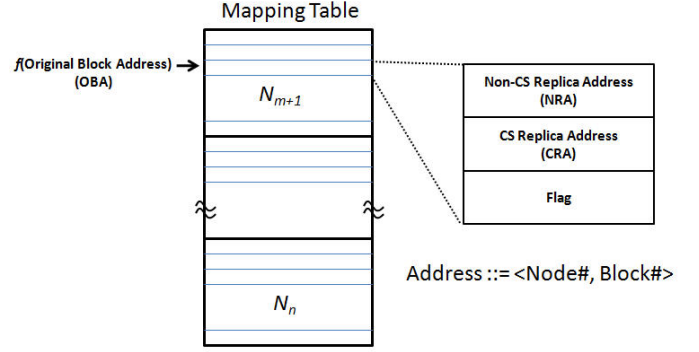 Mapping Table
f(Original Block Address)
(OBA)
N_{m+1}
N_n
Non-CS Replica Address
(NRA)
CS Replica Address
(CRA)
Flag
Address ::= <Node#, Block#>